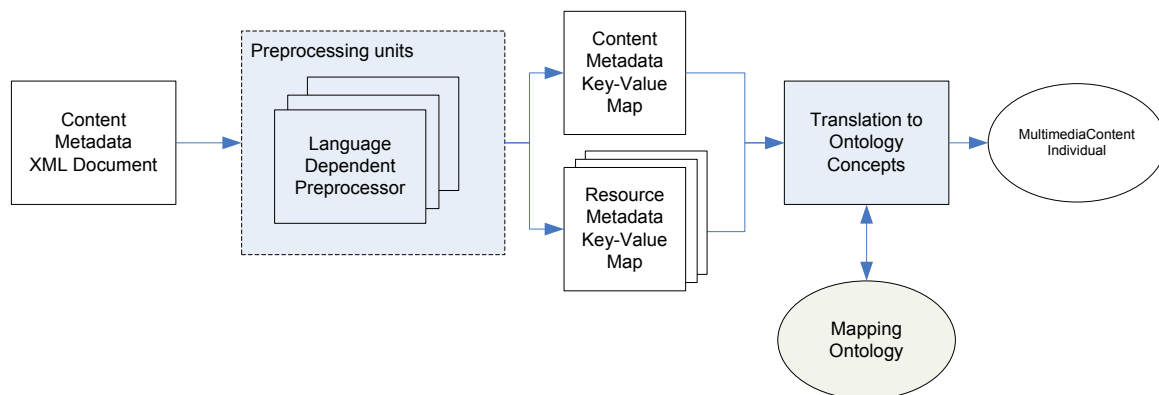 Content
Metadata
XML Document
Preprocessing units
Language
Dependent
Preprocessor
Content
Metadata
Key-Value
Map
Resource
Metadata
Key-Value
Map
Translation to
Ontology
Concepts
MultimediaContent
Individual
Mapping
Ontology